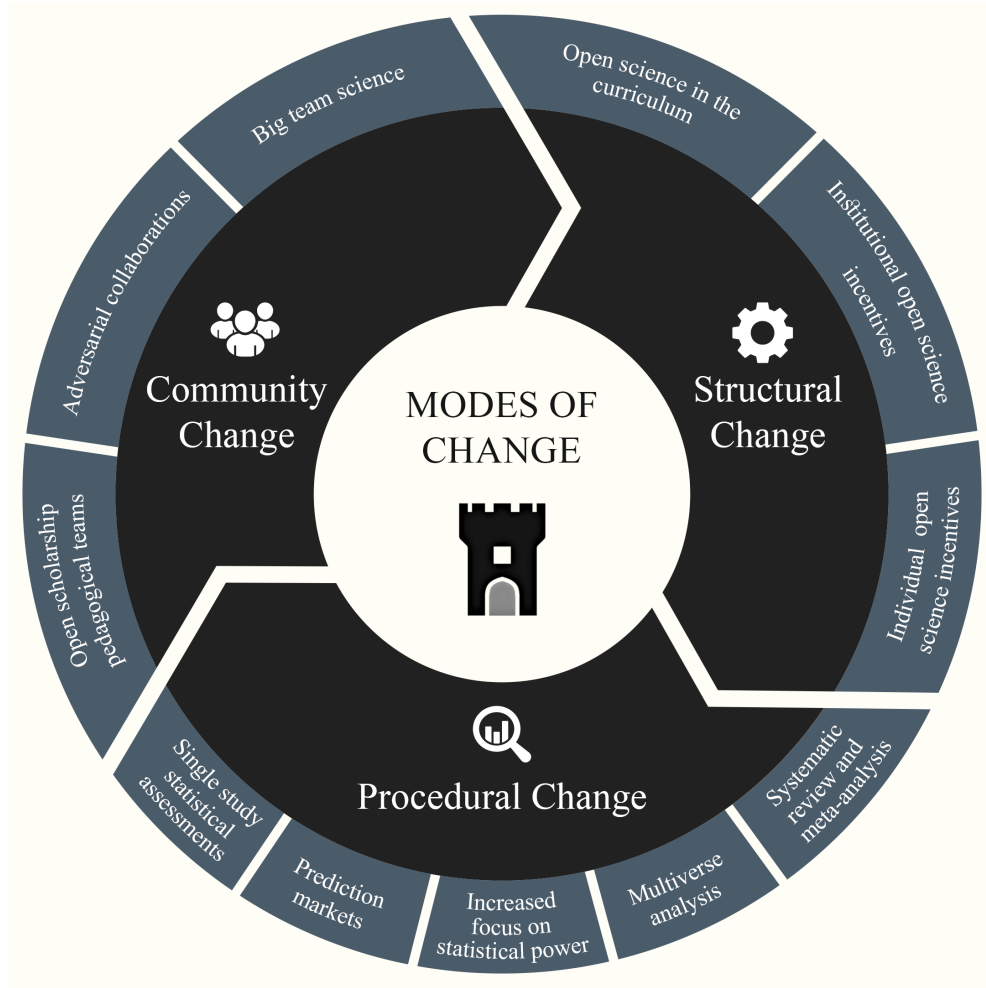 MODES OF
CHANGE
Structural
Change
Open science in the
curriculum
Institutional open science
incentives
Individual open
science incentives
Procedural Change
Systematic
review and
meta-analysis
Multiverse
analysis
Increased
focus on
statistical power
Prediction
markets
Single study
statistical
assessments
Community
Change
Open scholarship
pedagogical teams
Adversarial collaborations
Big team science